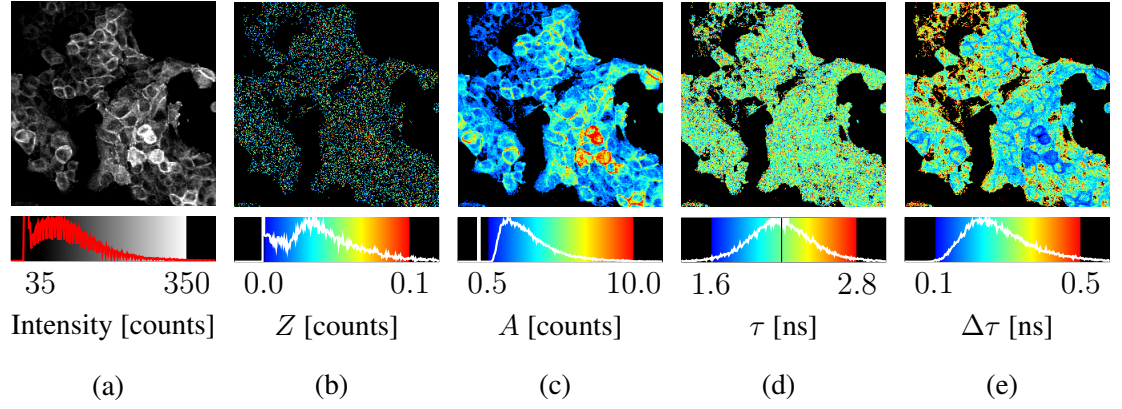 35 350 0.0 0.1 0.5 10.0 1.6 2.8 0.1 0.5
Intensity [counts] Z [counts] A [counts] τ [ns] Δτ [ns]
(a) (b) (c) (d) (e)